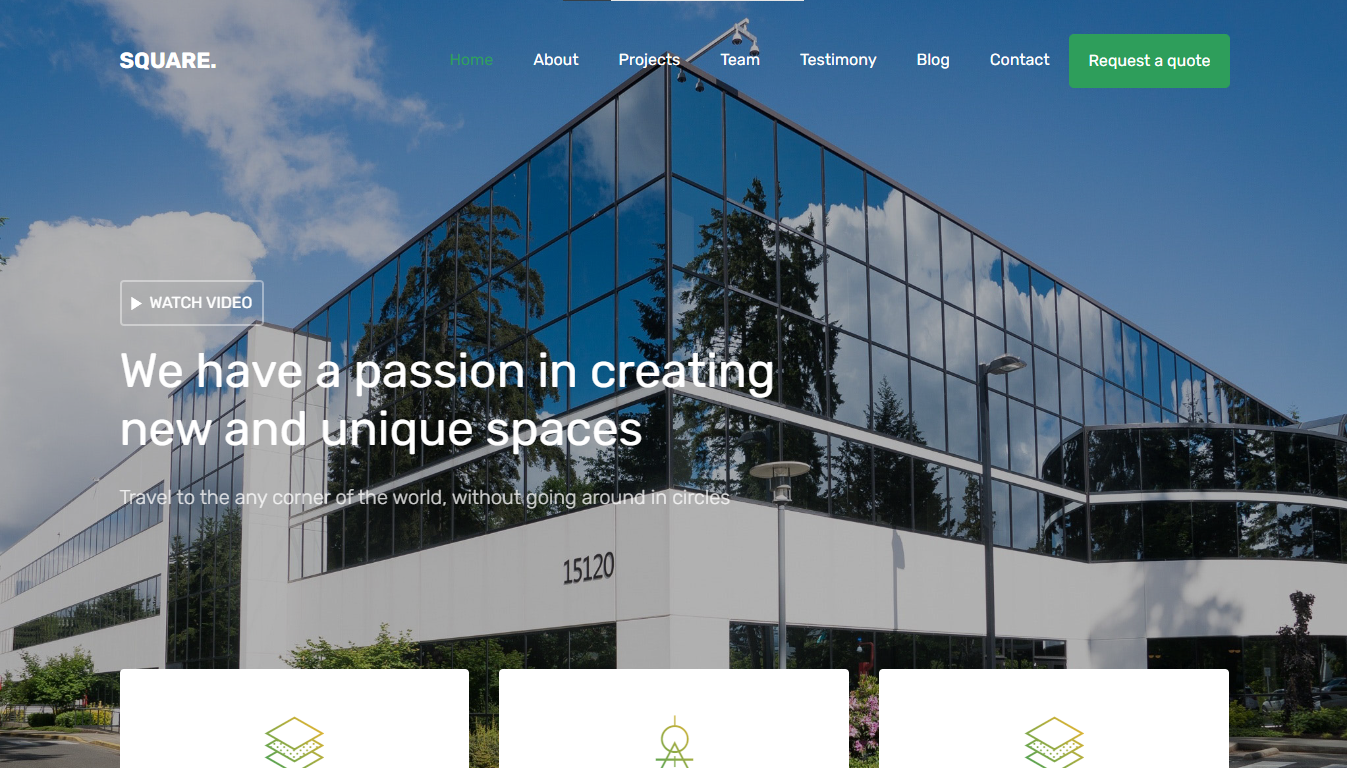 SQUARE.
Home About Projects Team Testimony Blog Contact Request a quote
WATCH VIDEO
We have a passion in creating
new and unique spaces
Travel to the any corner of the world, without going around in circles
15120